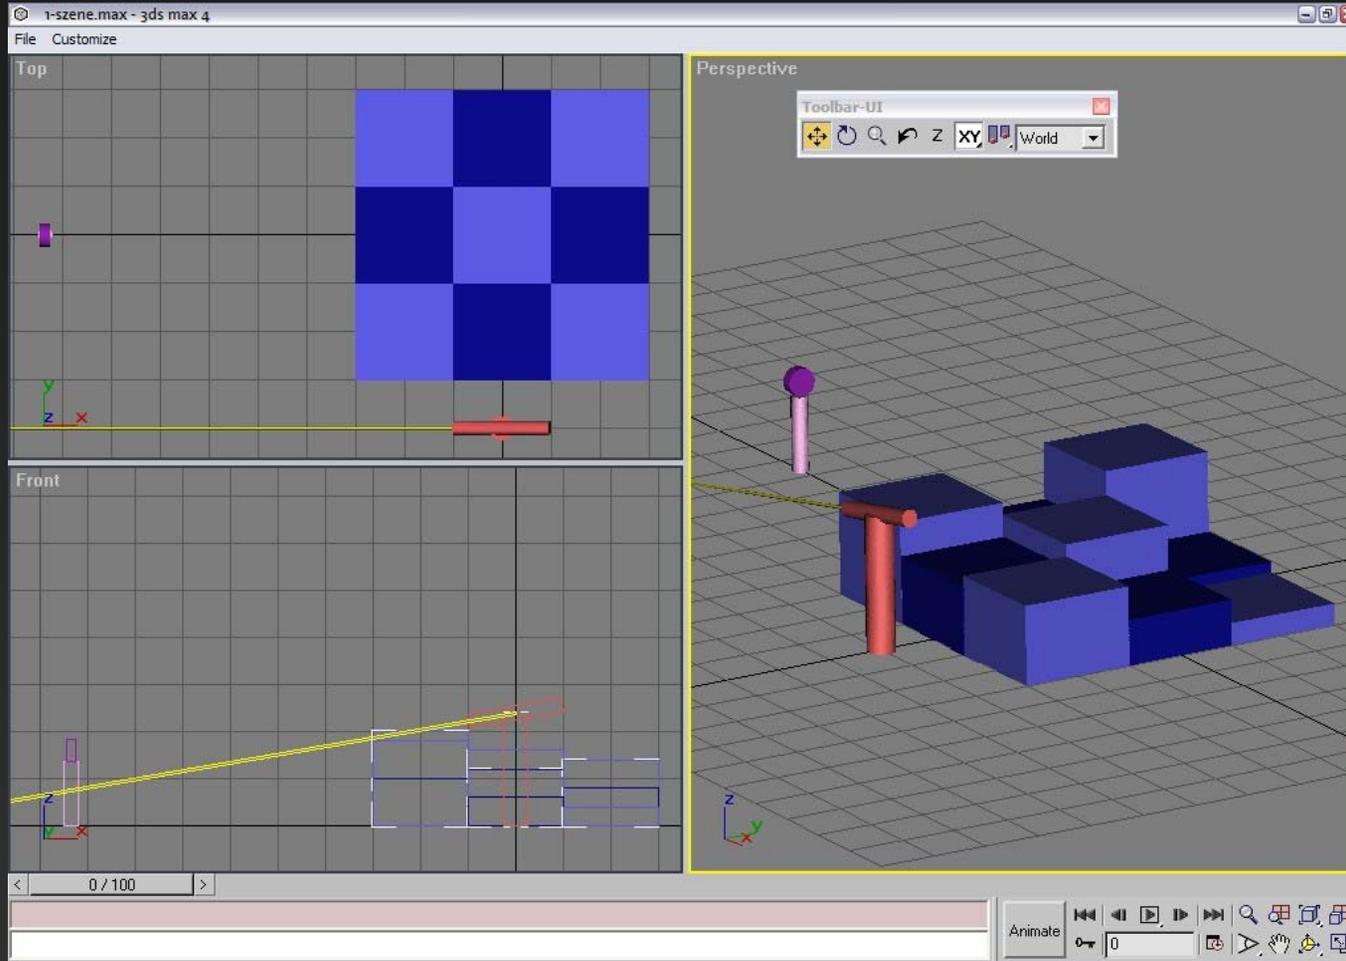 1-szene.max - 3ds max 4
File Customize
Top
Perspective
Toolbar-UI
Z XY World
y
z x
Front
z
y x
z
y
x
< 0 / 100 >
Animate
0